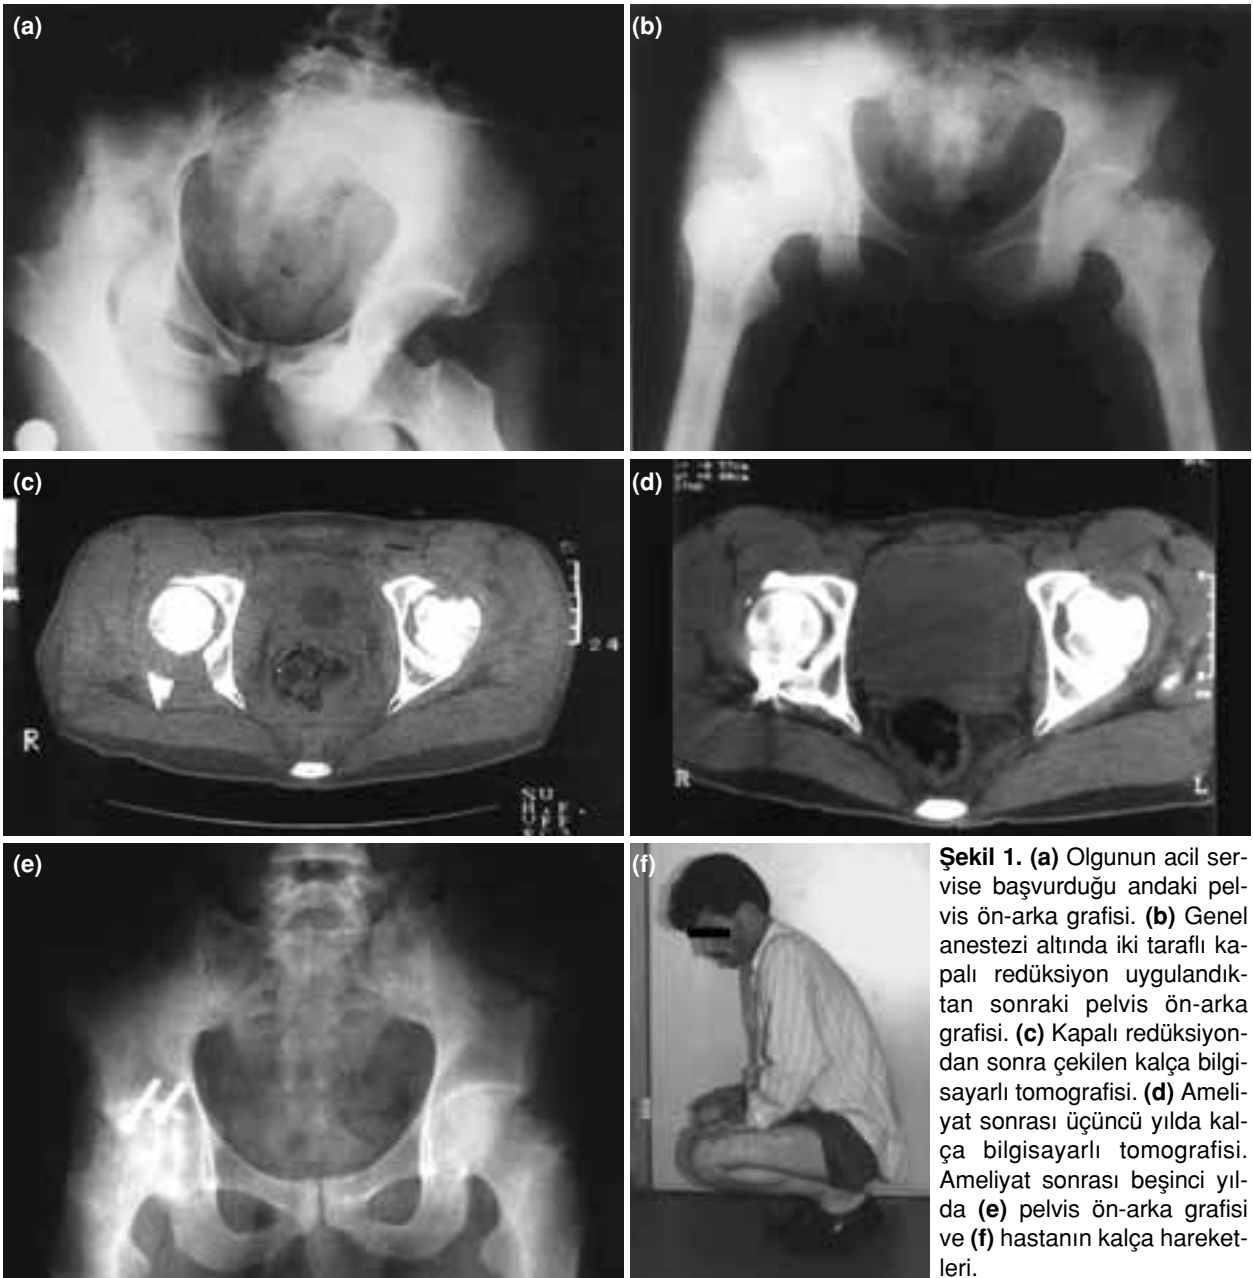 (a)
(b)
(c)
R
24
(d)
R
L
(e)
(f)
Şekil 1. (a) Olgunun acil ser-
vise başvurduğu andaki pel-
vis ön-arka grafisi. (b) Genel
anestezi altında iki taraflı ka-
palı redüksiyon uygulandık-
tan sonraki pelvis ön-arka
grafisi. (c) Kapalı redüksiyon-
dan sonra çekilen kalça bilgi-
sayarlı tomografisi. (d) Ameli-
yat sonrası üçüncü yılda kal-
ça bilgisayarlı tomografisi.
Ameliyat sonrası beşinci yıl-
da (e) pelvis ön-arka grafisi
ve (f) hastanın kalça hareket-
leri.